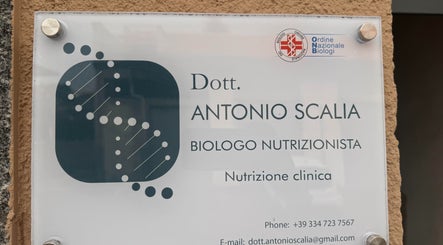 Ordine
Nazionale
Biologi
Dott.
ANTONIO SCALIA
BIOLOGO NUTRIZIONISTA
Nutrizione clinica
Phone: +39 334 723 7567
E-mail: dott.antonioscalia@gmail.com